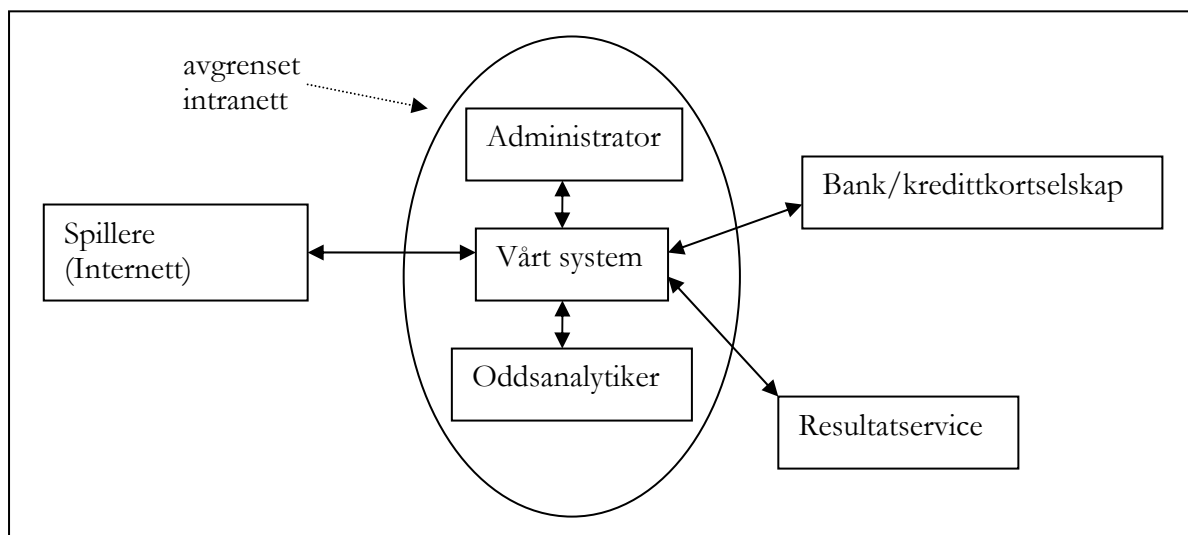 avgrenset
intranett
Administrator
Bank/kredittkortselskap
Spillere
(Internett)
Vårt system
Oddsanalytiker
Resultatservice